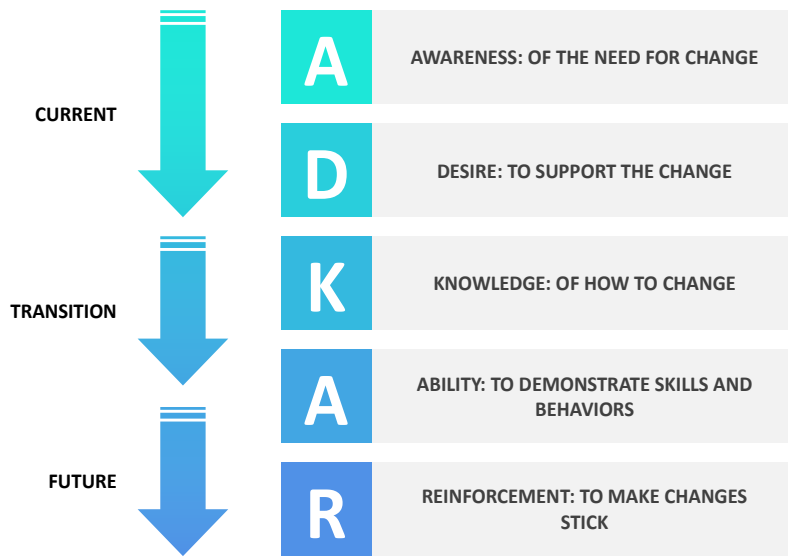 CURRENT
TRANSITION
FUTURE
A
AWARENESS: OF THE NEED FOR CHANGE
D
DESIRE: TO SUPPORT THE CHANGE
K
KNOWLEDGE: OF HOW TO CHANGE
A
ABILITY: TO DEMONSTRATE SKILLS AND
BEHAVIORS
R
REINFORCEMENT: TO MAKE CHANGES
STICK